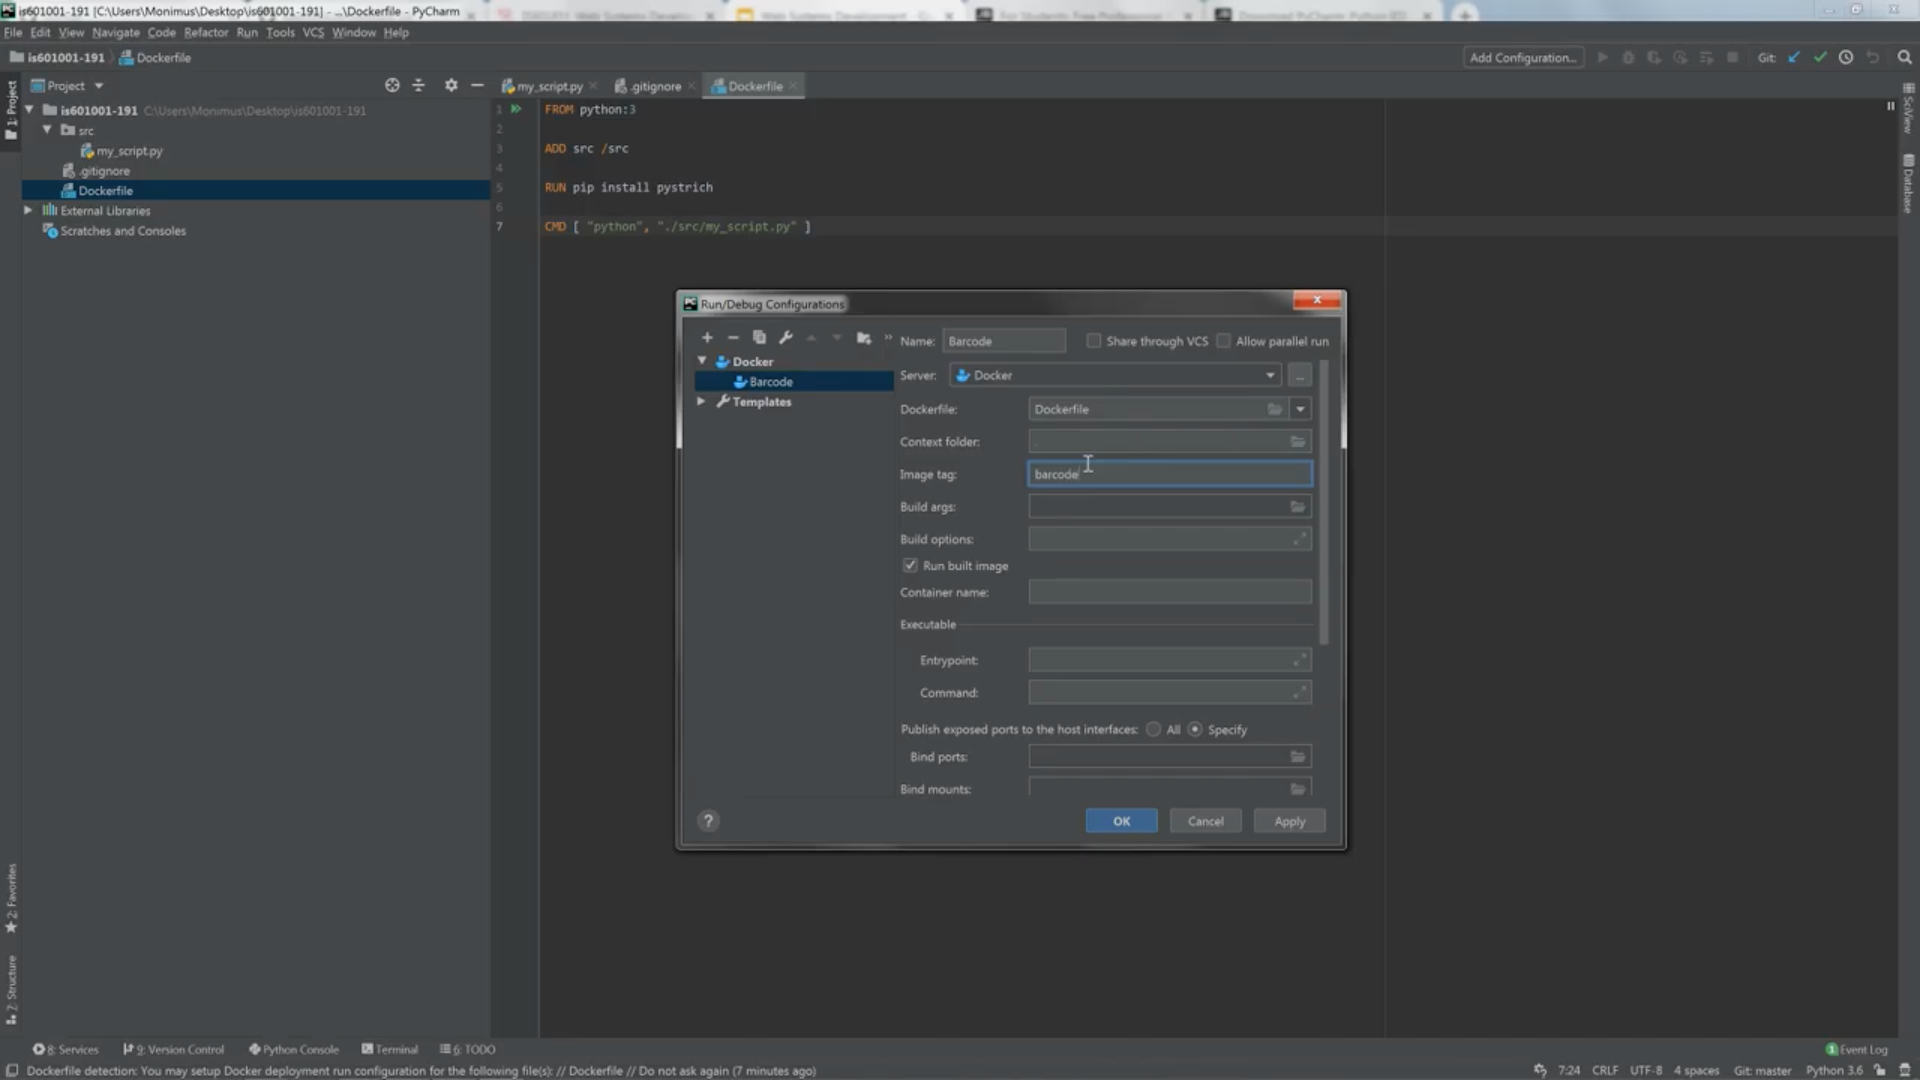 is601001-191 [C:\Users\Monimus\Desktop\is601001-191] - ...\Dockerfile - PyCharm
File Edit View Navigate Code Refactor Run Tools VCS Window Help
is601001-191 Dockerfile Add Configuration... Git:
1: Project
Project
my_script.py .gitignore Dockerfile
is601001-191 C:\Users\Monimus\Desktop\is601001-191
src
my_script.py
.gitignore
Dockerfile
External Libraries
Scratches and Consoles
1 FROM python:3
2
3 ADD src /src
4
5 RUN pip install pystrich
6
7 CMD [ "python", "./src/my_script.py" ]
SciView
Database
Run/Debug Configurations
Docker
Barcode
Templates
Name: Barcode Share through VCS Allow parallel run
Server: Docker ...
Dockerfile: Dockerfile
Context folder: .
Image tag: barcode
Build args:
Build options:
Run built image
Container name:
Executable
Entrypoint:
Command:
Publish exposed ports to the host interfaces: All Specify
Bind ports:
Bind mounts:
? OK Cancel Apply
2: Favorites
7: Structure
8: Services 9: Version Control Python Console Terminal 6: TODO 1 Event Log
Dockerfile detection: You may setup Docker deployment run configuration for the following file(s): // Dockerfile // Do not ask again (7 minutes ago) 7:24 CRLF UTF-8 4 spaces Git: master Python 3.6